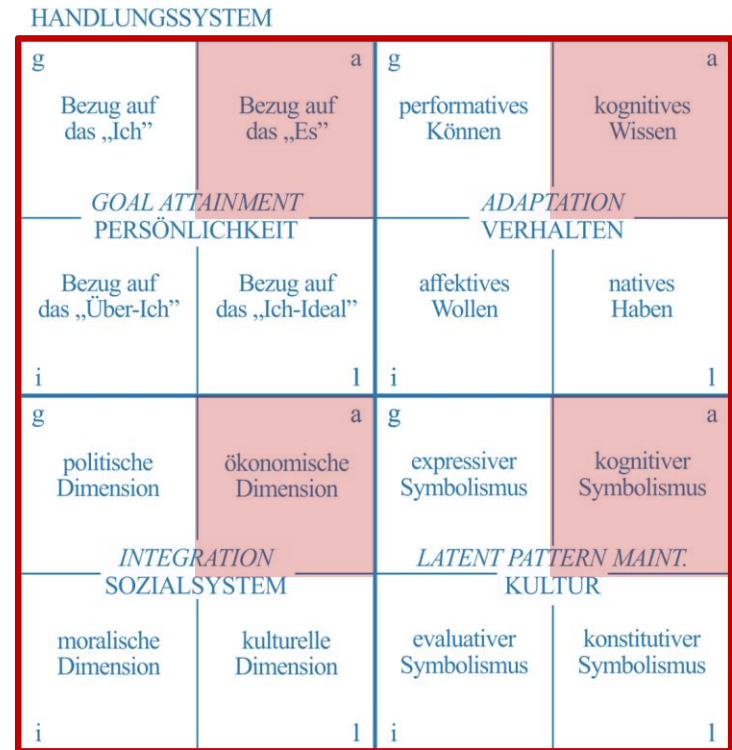 HANDLUNGSSYSTEM
g
a
Bezug auf
das „Ich”
Bezug auf
das „Es”
GOAL ATTAINMENT
PERSÖNLICHKEIT
Bezug auf
das „Über-Ich”
Bezug auf
das „Ich-Ideal”
i
l
g
a
performatives
Können
kognitives
Wissen
ADAPTATION
VERHALTEN
affektives
Wollen
natives
Haben
i
l
g
a
politische
Dimension
ökonomische
Dimension
INTEGRATION
SOZIALSYSTEM
moralische
Dimension
kulturelle
Dimension
i
l
g
a
expressiver
Symbolismus
kognitiver
Symbolismus
LATENT PATTERN MAINT.
KULTUR
evaluativer
Symbolismus
konstitutiver
Symbolismus
i
l